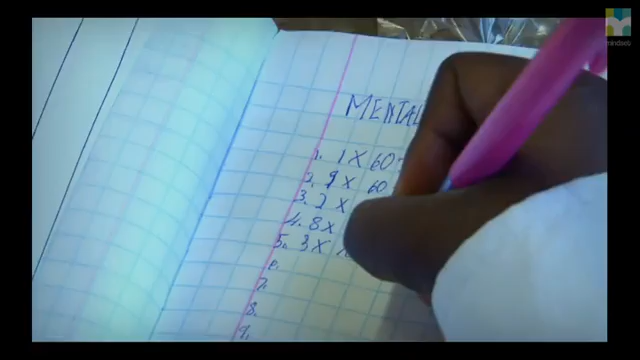 mindset
MENTAL
1. 1 X 60
2. 9 X 60
3. 2 X
4. 8 X
5. 3 X
6.
7.
8.
9.